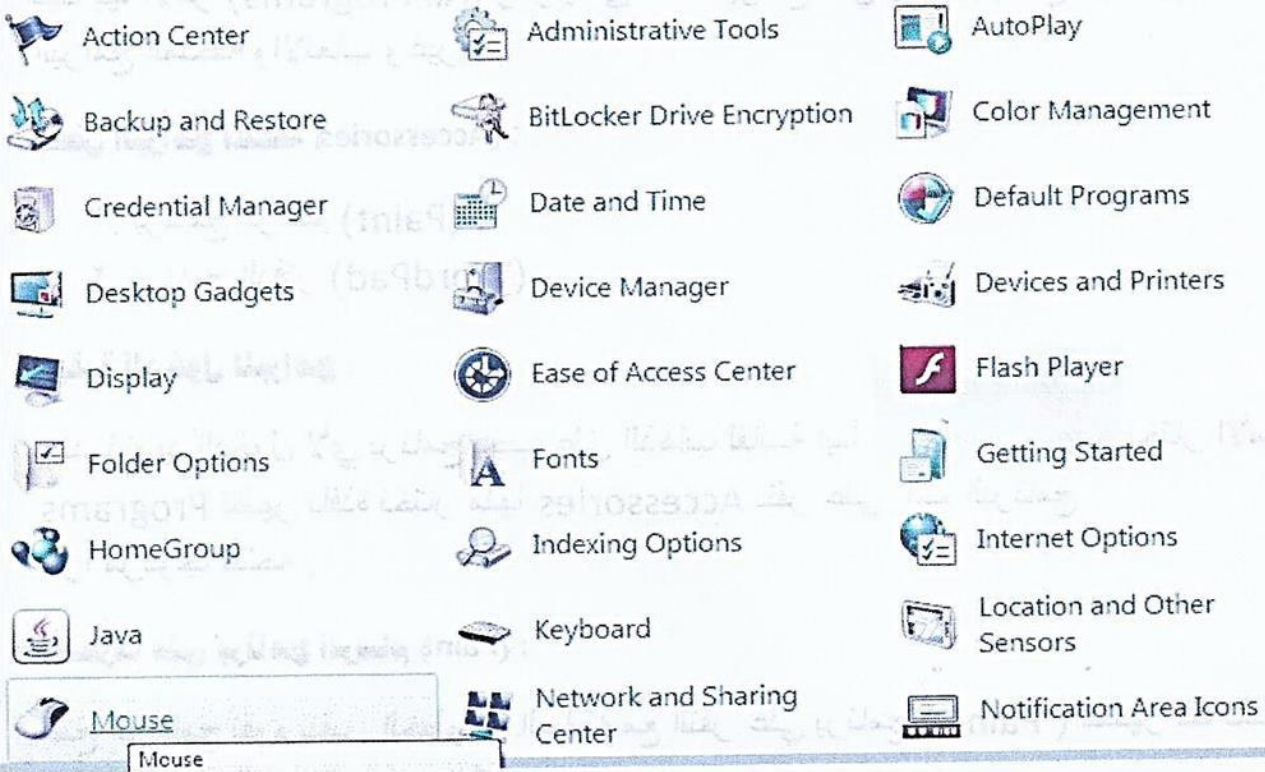 Action Center
Administrative Tools
AutoPlay
Backup and Restore
BitLocker Drive Encryption
Color Management
Credential Manager
Date and Time
Default Programs
Desktop Gadgets
Device Manager
Devices and Printers
Display
Ease of Access Center
Flash Player
Folder Options
Fonts
Getting Started
HomeGroup
Indexing Options
Internet Options
Java
Keyboard
Location and Other
Sensors
Mouse
Network and Sharing
Center
Notification Area Icons
Mouse